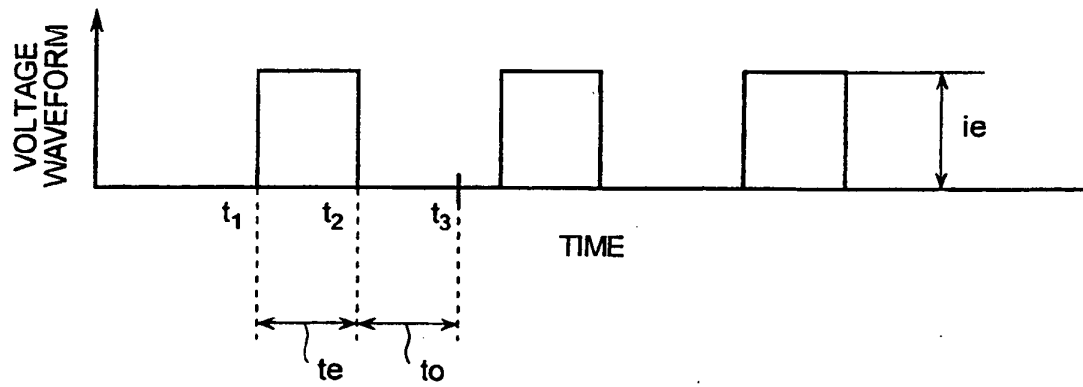 VOLTAGE
WAVEFORM
ie
t₁ t₂ t₃
TIME
te to